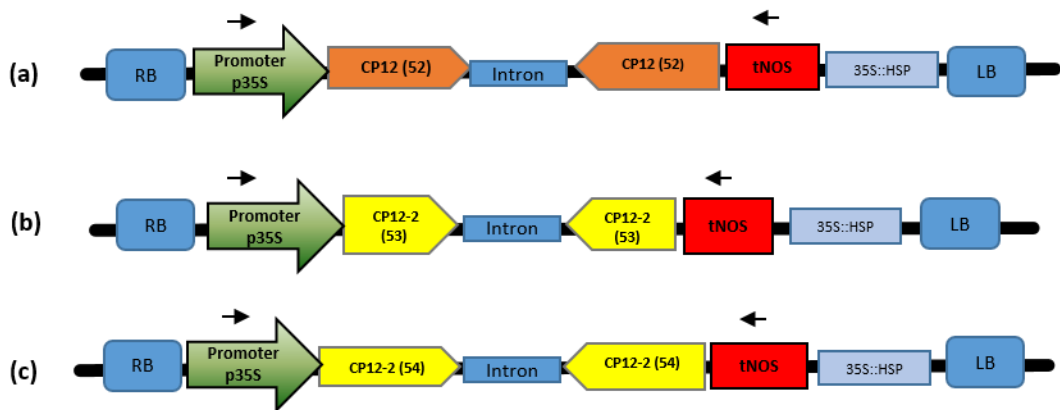 (a)
RB
Promoter
p35S
CP12 (52)
Intron
CP12 (52)
tNOS
35S::HSP
LB
(b)
RB
Promoter
p35S
CP12-2
(53)
Intron
CP12-2
(53)
tNOS
35S::HSP
LB
(c)
RB
Promoter
p35S
CP12-2 (54)
Intron
CP12-2 (54)
tNOS
35S::HSP
LB